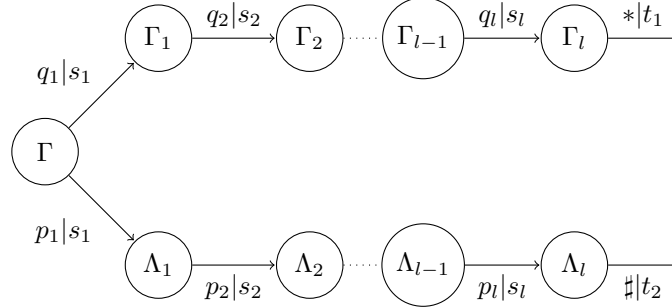 q₂|s₂ qₗ|sₗ *|t₁
Γ₁ Γ₂ Γₗ₋₁ Γₗ
q₁|s₁
Γ
p₁|s₁
Λ₁ Λ₂ Λₗ₋₁ Λₗ
p₂|s₂ pₗ|sₗ ♯|t₂